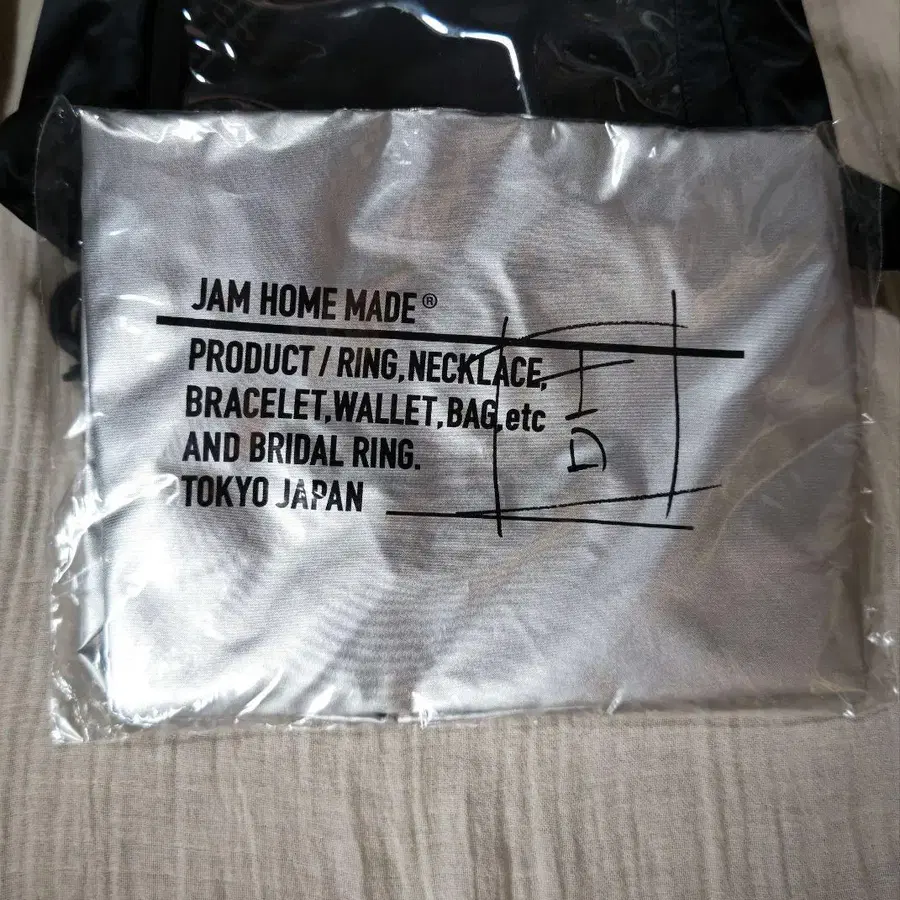 JAM HOME MADE®
PRODUCT / RING,NECKLACE,
BRACELET,WALLET,BAG,etc
AND BRIDAL RING.
TOKYO JAPAN